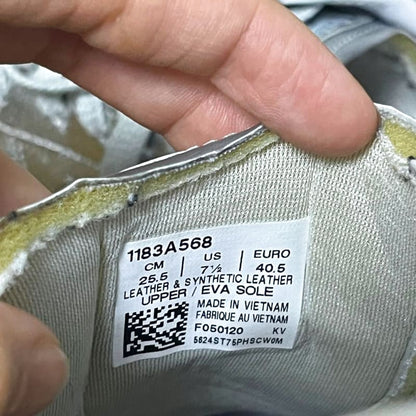 1183A568
CM | US | EURO
25.5 | 7½ | 40.5
LEATHER & SYNTHETIC LEATHER
UPPER / EVA SOLE
MADE IN VIETNAM
FABRIQUE AU VIETNAM
F050120 KV
5624ST75PHSCW0M